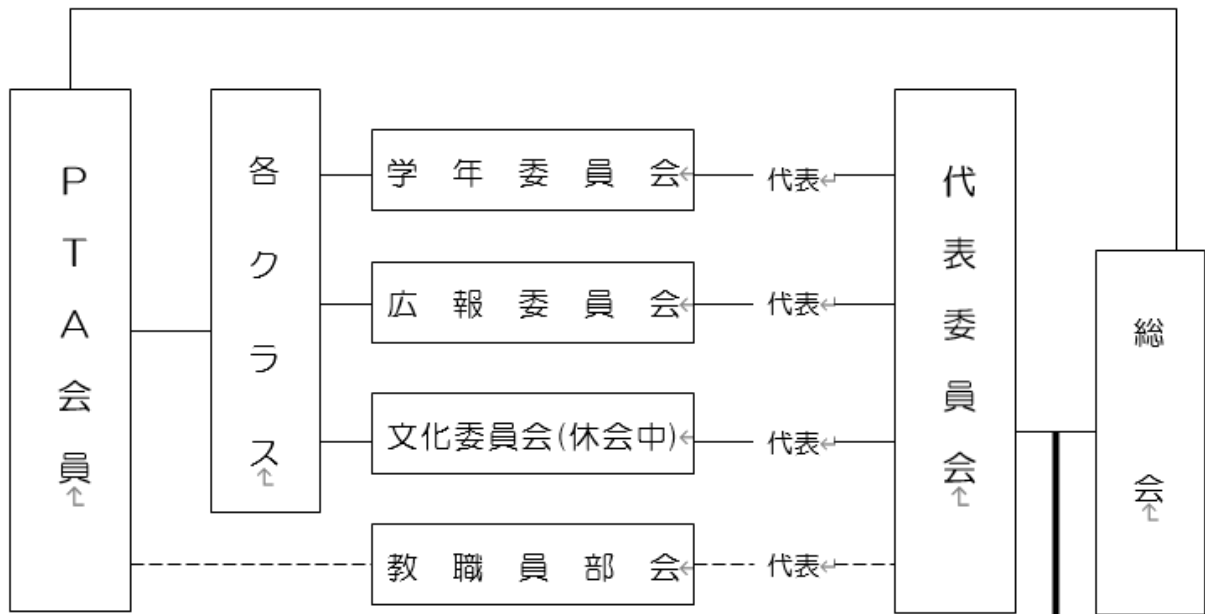 PTA会員
各クラス
学年委員会
代表
広報委員会
代表
文化委員会(休会中)
代表
教職員部会
代表
代表委員会
総会